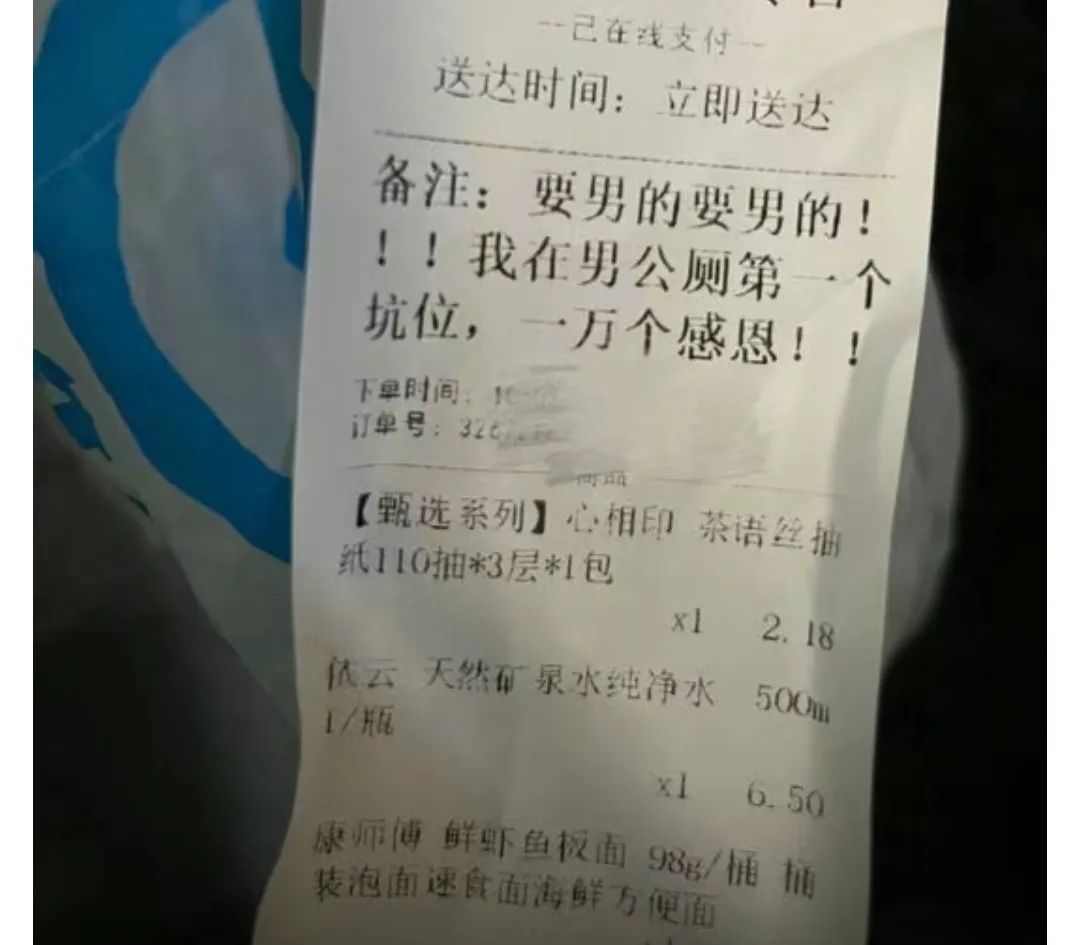 --已在线支付--
送达时间：立即送达
备注：要男的要男的！
！！我在男公厕第一个
坑位，一万个感恩！！
下单时间：
订单号：326
商品
【甄选系列】心相印 茶语丝抽
纸110抽*3层*1包
x1 2.18
依云 天然矿泉水纯净水 500m
l/瓶
x1 6.50
康师傅 鲜虾鱼板面 98g/桶 桶
装泡面速食面海鲜方便面